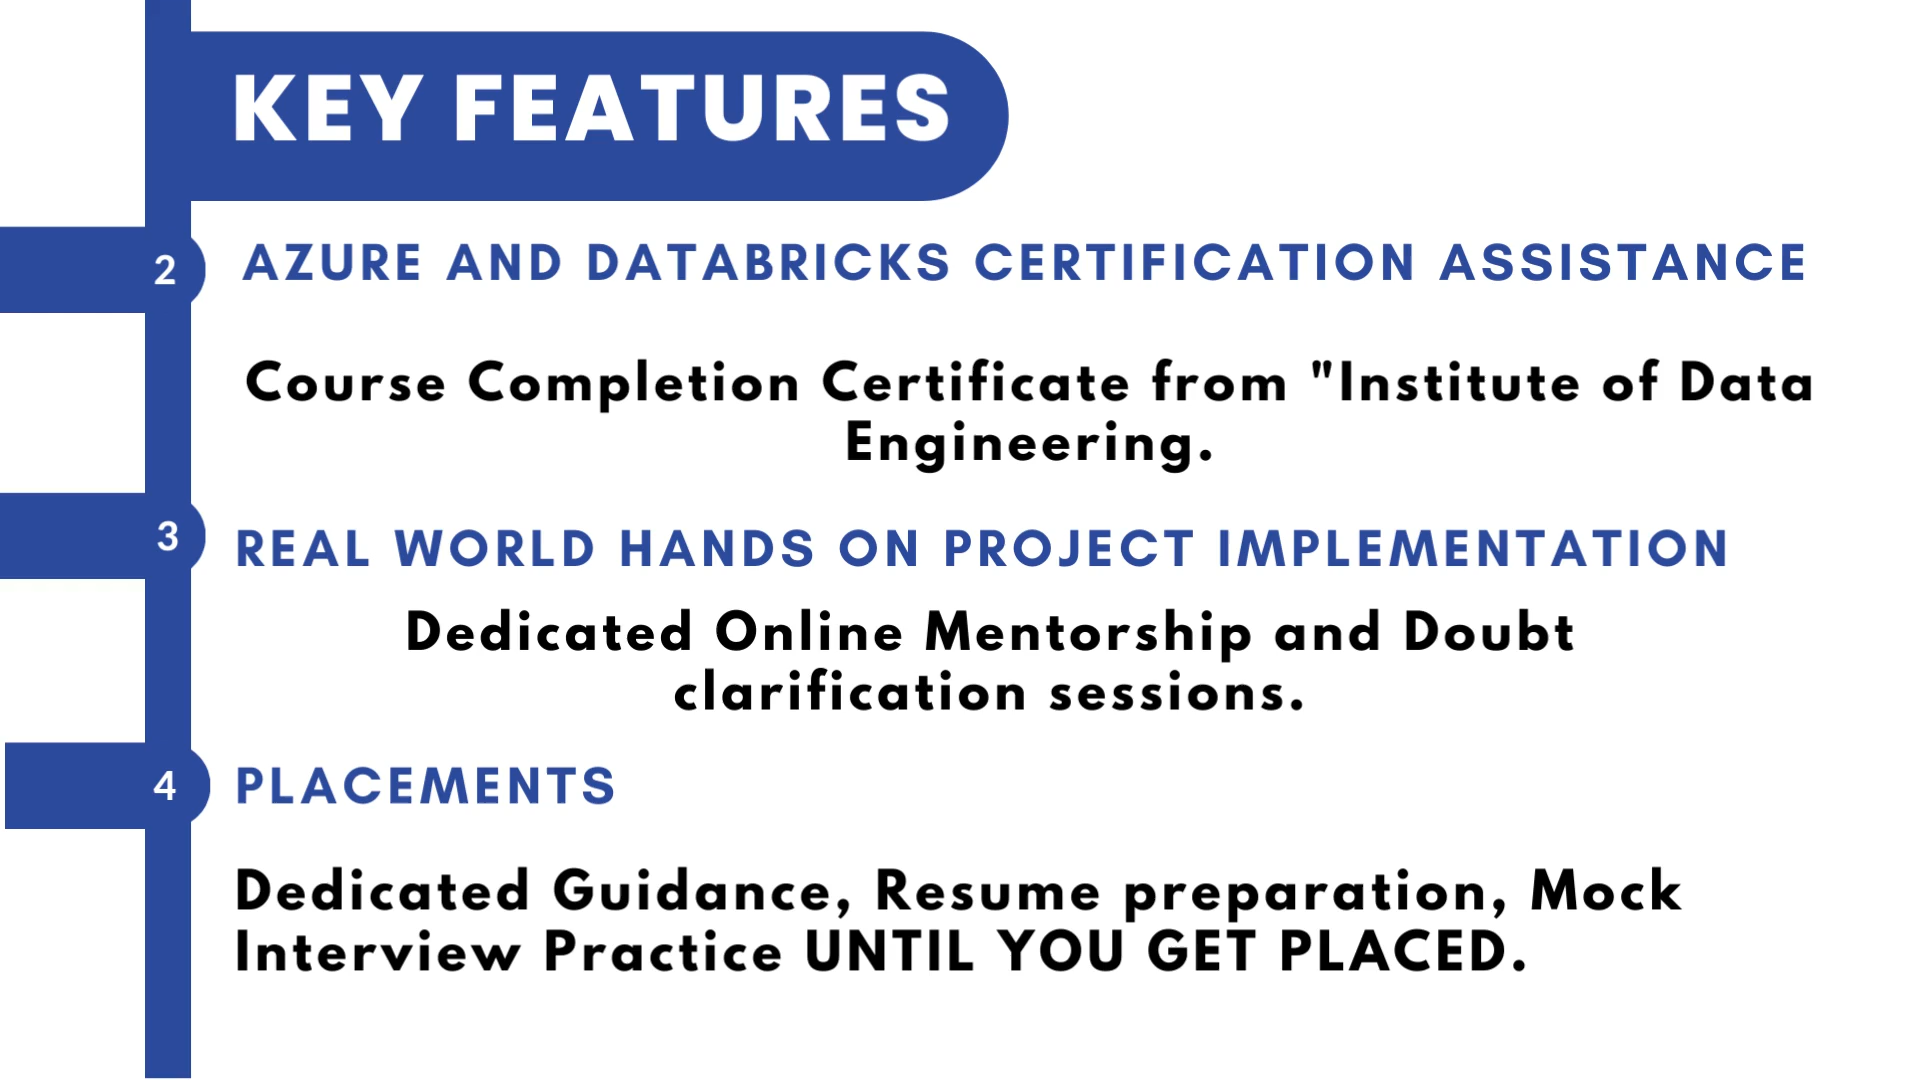 KEY FEATURES
2
AZURE AND DATABRICKS CERTIFICATION ASSISTANCE
Course Completion Certificate from "Institute of Data
Engineering.
3
REAL WORLD HANDS ON PROJECT IMPLEMENTATION
Dedicated Online Mentorship and Doubt
clarification sessions.
4
PLACEMENTS
Dedicated Guidance, Resume preparation, Mock
Interview Practice UNTIL YOU GET PLACED.